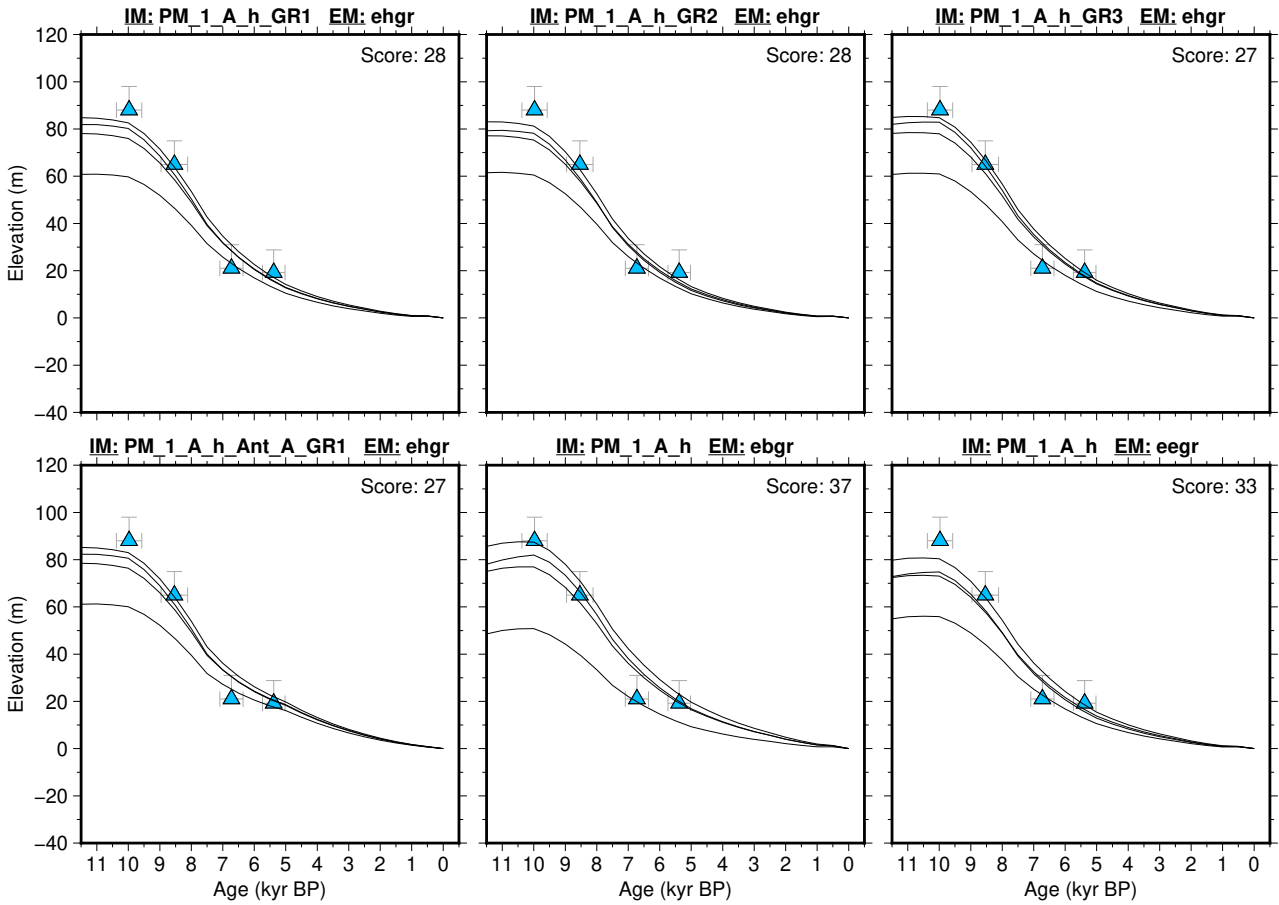 IM: PM_1_A_h_GR1 EM: ehgr
IM: PM_1_A_h_GR2 EM: ehgr
IM: PM_1_A_h_GR3 EM: ehgr
Score: 28
Score: 28
Score: 27
120
100
80
60
40
20
0
−20
−40
Elevation (m)
IM: PM_1_A_h_Ant_A_GR1 EM: ehgr
IM: PM_1_A_h EM: ebgr
IM: PM_1_A_h EM: eegr
Score: 27
Score: 37
Score: 33
120
100
80
60
40
20
0
−20
−40
Elevation (m)
11 10 9 8 7 6 5 4 3 2 1 0
11 10 9 8 7 6 5 4 3 2 1 0
11 10 9 8 7 6 5 4 3 2 1 0
Age (kyr BP)
Age (kyr BP)
Age (kyr BP)